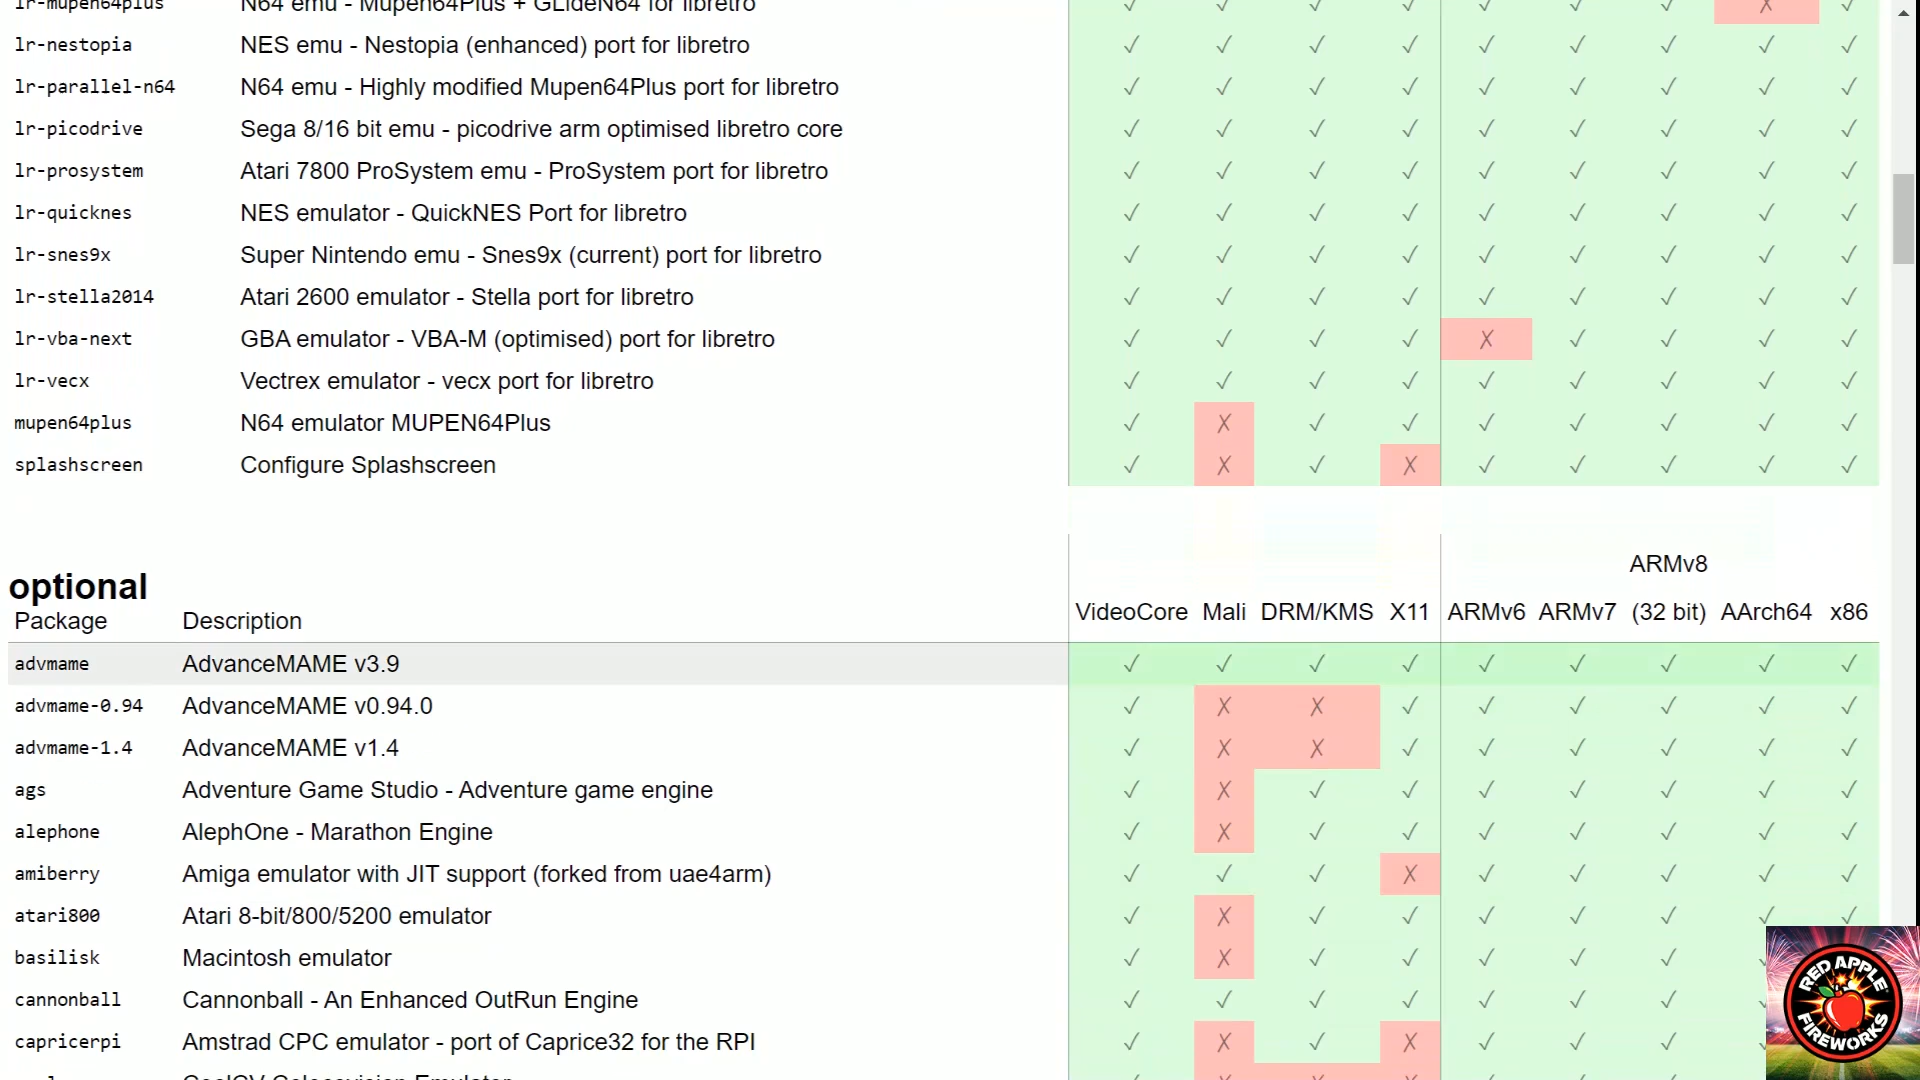 lr-mupen64plus N64 emu - Mupen64Plus + GLideN64 for libretro ✓ ✓ ✓ ✓ ✓ ✓ ✓ ✗ ✓
lr-nestopia NES emu - Nestopia (enhanced) port for libretro ✓ ✓ ✓ ✓ ✓ ✓ ✓ ✓ ✓
lr-parallel-n64 N64 emu - Highly modified Mupen64Plus port for libretro ✓ ✓ ✓ ✓ ✓ ✓ ✓ ✓ ✓
lr-picodrive Sega 8/16 bit emu - picodrive arm optimised libretro core ✓ ✓ ✓ ✓ ✓ ✓ ✓ ✓ ✓
lr-prosystem Atari 7800 ProSystem emu - ProSystem port for libretro ✓ ✓ ✓ ✓ ✓ ✓ ✓ ✓ ✓
lr-quicknes NES emulator - QuickNES Port for libretro ✓ ✓ ✓ ✓ ✓ ✓ ✓ ✓ ✓
lr-snes9x Super Nintendo emu - Snes9x (current) port for libretro ✓ ✓ ✓ ✓ ✓ ✓ ✓ ✓ ✓
lr-stella2014 Atari 2600 emulator - Stella port for libretro ✓ ✓ ✓ ✓ ✓ ✓ ✓ ✓ ✓
lr-vba-next GBA emulator - VBA-M (optimised) port for libretro ✓ ✓ ✓ ✓ ✗ ✓ ✓ ✓ ✓
lr-vecx Vectrex emulator - vecx port for libretro ✓ ✓ ✓ ✓ ✓ ✓ ✓ ✓ ✓
mupen64plus N64 emulator MUPEN64Plus ✓ ✗ ✓ ✓ ✓ ✓ ✓ ✓ ✓
splashscreen Configure Splashscreen ✓ ✗ ✓ ✗ ✓ ✓ ✓ ✓ ✓
optional
ARMv8
Package Description VideoCore Mali DRM/KMS X11 ARMv6 ARMv7 (32 bit) AArch64 x86
advmame AdvanceMAME v3.9 ✓ ✓ ✓ ✓ ✓ ✓ ✓ ✓ ✓
advmame-0.94 AdvanceMAME v0.94.0 ✓ ✗ ✗ ✓ ✓ ✓ ✓ ✓ ✓
advmame-1.4 AdvanceMAME v1.4 ✓ ✗ ✗ ✓ ✓ ✓ ✓ ✓ ✓
ags Adventure Game Studio - Adventure game engine ✓ ✗ ✓ ✓ ✓ ✓ ✓ ✓ ✓
alephone AlephOne - Marathon Engine ✓ ✗ ✓ ✓ ✓ ✓ ✓ ✓ ✓
amiberry Amiga emulator with JIT support (forked from uae4arm) ✓ ✓ ✓ ✗ ✓ ✓ ✓ ✓ ✓
atari800 Atari 8-bit/800/5200 emulator ✓ ✗ ✓ ✓ ✓ ✓ ✓ ✓ ✓
basilisk Macintosh emulator ✓ ✗ ✓ ✓ ✓ ✓ ✓
cannonball Cannonball - An Enhanced OutRun Engine ✓ ✓ ✓ ✓ ✓ ✓ ✓
capricerpi Amstrad CPC emulator - port of Caprice32 for the RPI ✓ ✗ ✓ ✗ ✓ ✓ ✓
RED APPLE
FIREWORKS